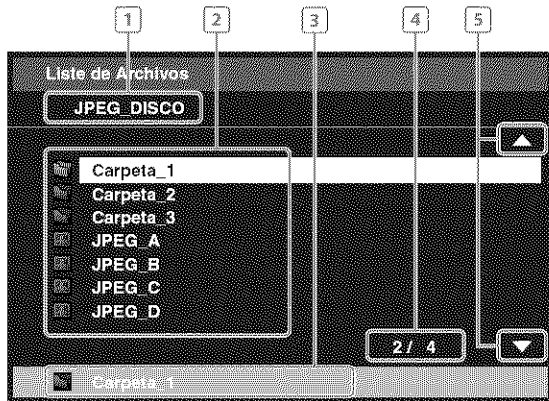 1 2 3 4 5
Liste de Archivos
JPEG_DISCO
Carpeta_1
Carpeta_2
Carpeta_3
JPEG_A
JPEG_B
JPEG_C
JPEG_D
2/ 4
Carpeta_1